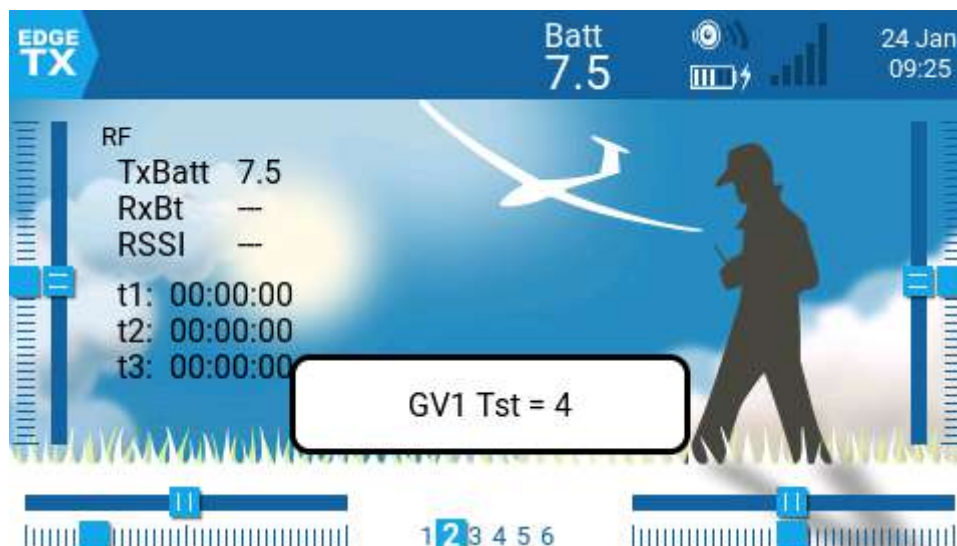 EDGE
TX
Batt
7.5
24 Jan
09:25
RF
TxBatt 7.5
RxBt ---
RSSI ---
t1: 00:00:00
t2: 00:00:00
t3: 00:00:00
GV1 Tst = 4
1 2 3 4 5 6